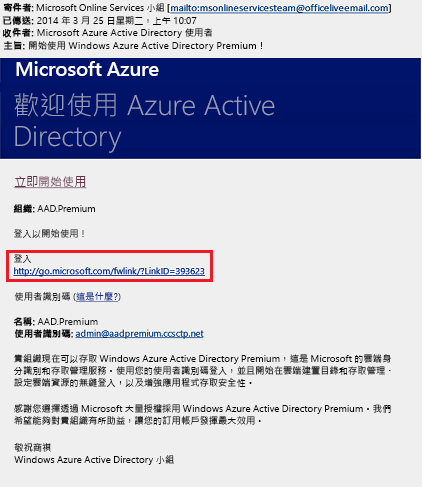 寄件者: Microsoft Online Services 小組 [mailto:msonlineservicesteam@officeliveemail.com]
已傳送: 2014 年 3 月 25 日星期二，上午 10:07
收件者: Microsoft Azure Active Directory 使用者
主旨: 開始使用 Windows Azure Active Directory Premium！
Microsoft Azure
歡迎使用 Azure Active
Directory
立即開始使用
組織: AAD.Premium
登入以開始使用！
登入
http://go.microsoft.com/fwlink/?LinkID=393623
使用者識別碼 (這是什麼?)
名稱: AAD.Premium
使用者識別碼: admin@aadpremium.ccsctp.net
貴組織現在可以存取 Windows Azure Active Directory Premium，這是 Microsoft 的雲端身
分識別和存取管理服務。使用您的使用者識別碼登入，並且開始在雲端建置目錄和存取管理、
設定雲端資源的無縫登入，以及增強應用程式存取安全性。
感謝您選擇透過 Microsoft 大量授權採用 Windows Azure Active Directory Premium。我們
希望能夠對貴組織有所助益，讓您的訂用帳戶發揮最大效用。
敬祝商祺
Windows Azure Active Directory 小組